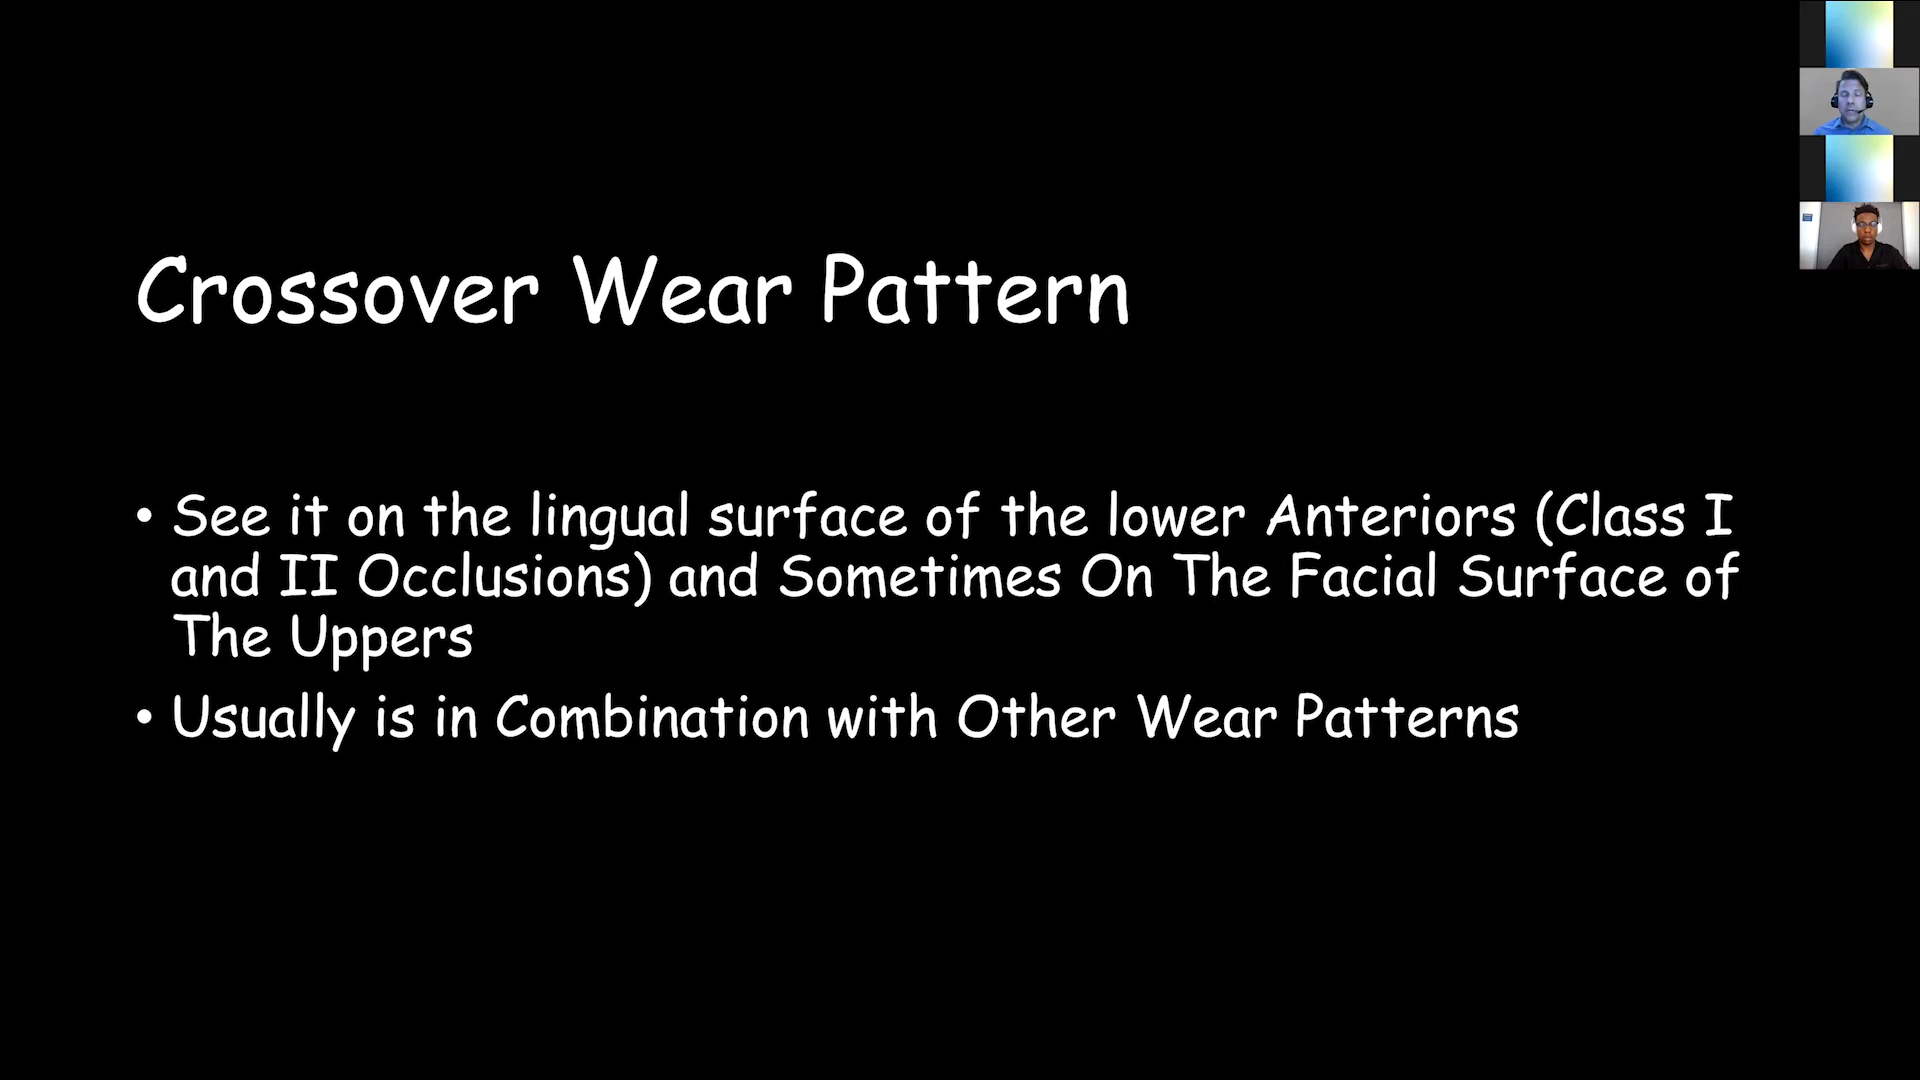 Crossover Wear Pattern
• See it on the lingual surface of the lower Anteriors (Class I
and II Occlusions) and Sometimes On The Facial Surface of
The Uppers
• Usually is in Combination with Other Wear Patterns